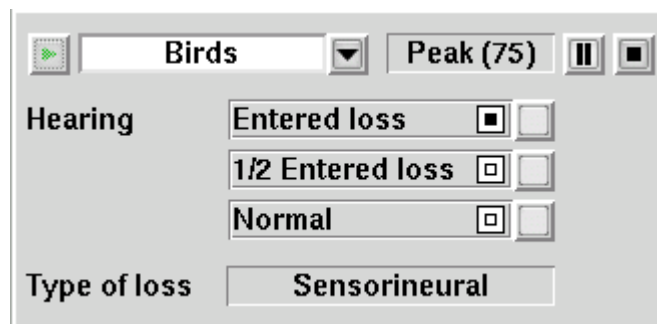 Birds Peak (75)
Hearing Entered loss
1/2 Entered loss
Normal
Type of loss Sensorineural